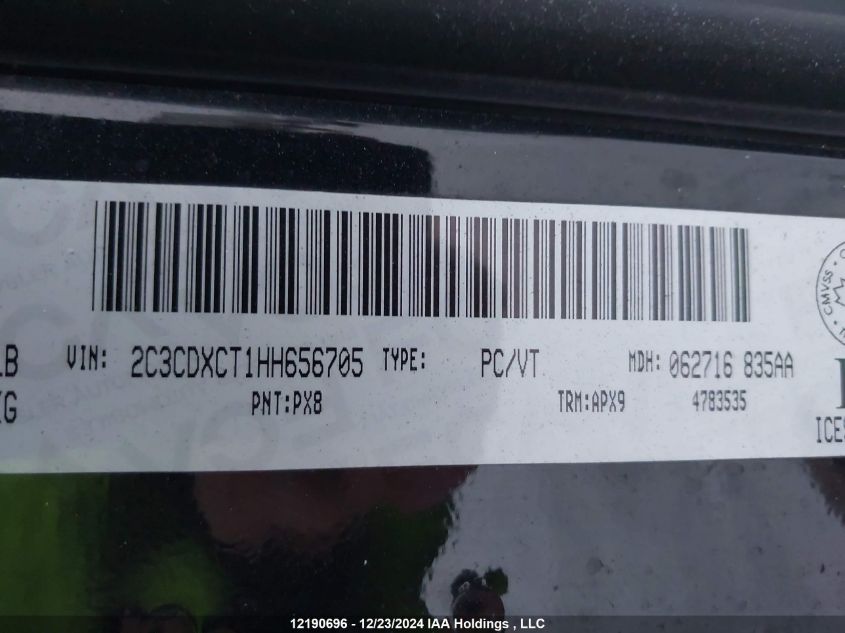 LB VIN: 2C3CDXCT1HH656705 TYPE: PC/VT MDH: 062716 835AA
KG PNT:PX8 TRM:APX9 4783535
CMVSS
ICES
12190696 - 12/23/2024 IAA Holdings , LLC